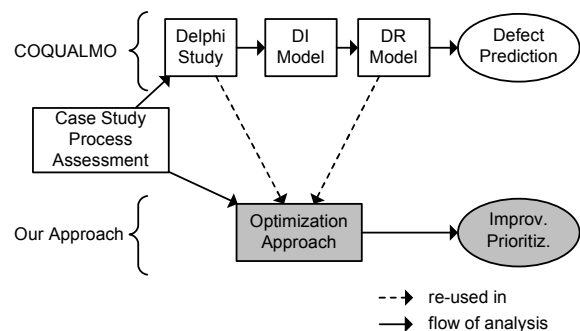 COQUALMO
Delphi
Study
DI
Model
DR
Model
Defect
Prediction
Case Study
Process
Assessment
Our Approach
Optimization
Approach
Improv.
Prioritiz.
re-used in
flow of analysis